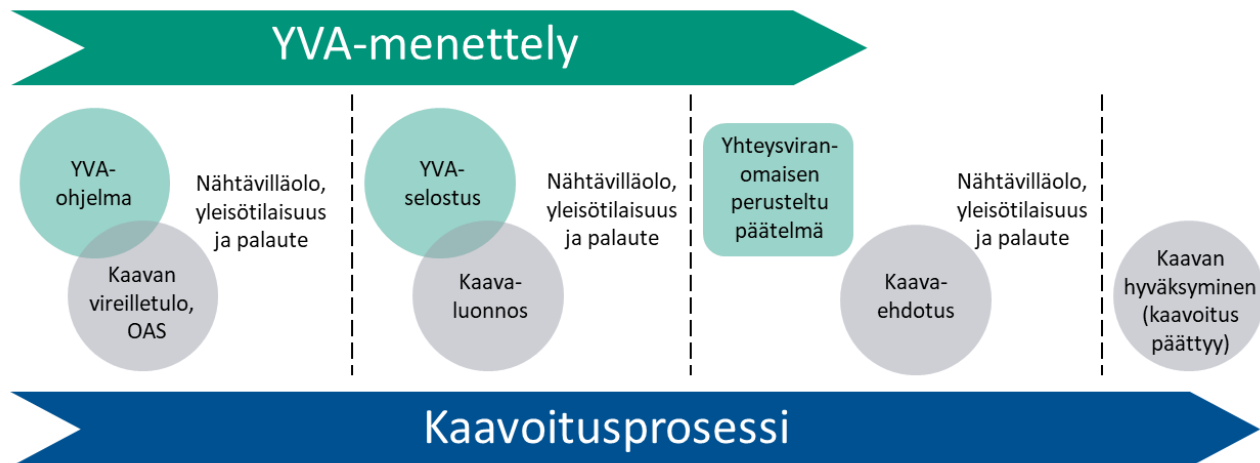 YVA-menettely
YVA-
ohjelma
Kaavan
vireilletulo,
OAS
Nähtävilläolo,
yleisötilaisuus
ja palaute
YVA-
selostus
Kaava-
luonnos
Nähtävilläolo,
yleisötilaisuus
ja palaute
Yhteysviran-
omaisen
perusteltu
päätelmä
Kaava-
ehdotus
Nähtävilläolo,
yleisötilaisuus
ja palaute
Kaavan
hyväksyminen
(kaavoitus
päättyy)
Kaavoitusprosessi